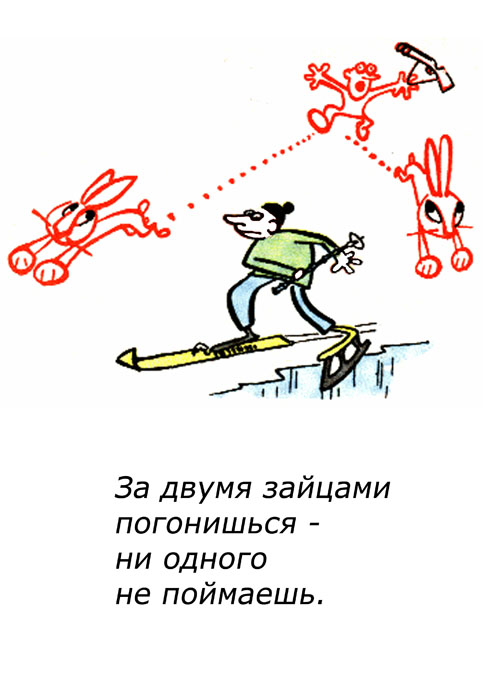 За двумя зайцами
погонишься -
ни одного
не поймаешь.